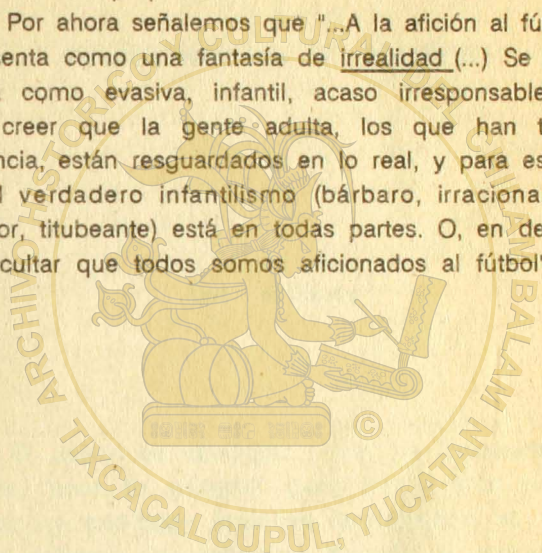 Por ahora señalemos que "...A la afición al fú
enta como una fantasía de irrealidad (...) Se
como evasiva, infantil, acaso irresponsable
creer que la gente adulta, los que han t
ncia, están resguardados en lo real, y para es
l verdadero infantilismo (bárbaro, irraciona
or, titubeante) está en todas partes. O, en de
cultar que todos somos aficionados al fútbol"
ARCHIVO HISTÓRICO Y CULTURAL DEL CHILAM BALAM
TIXCACALCUPUL, YUCATAN
©